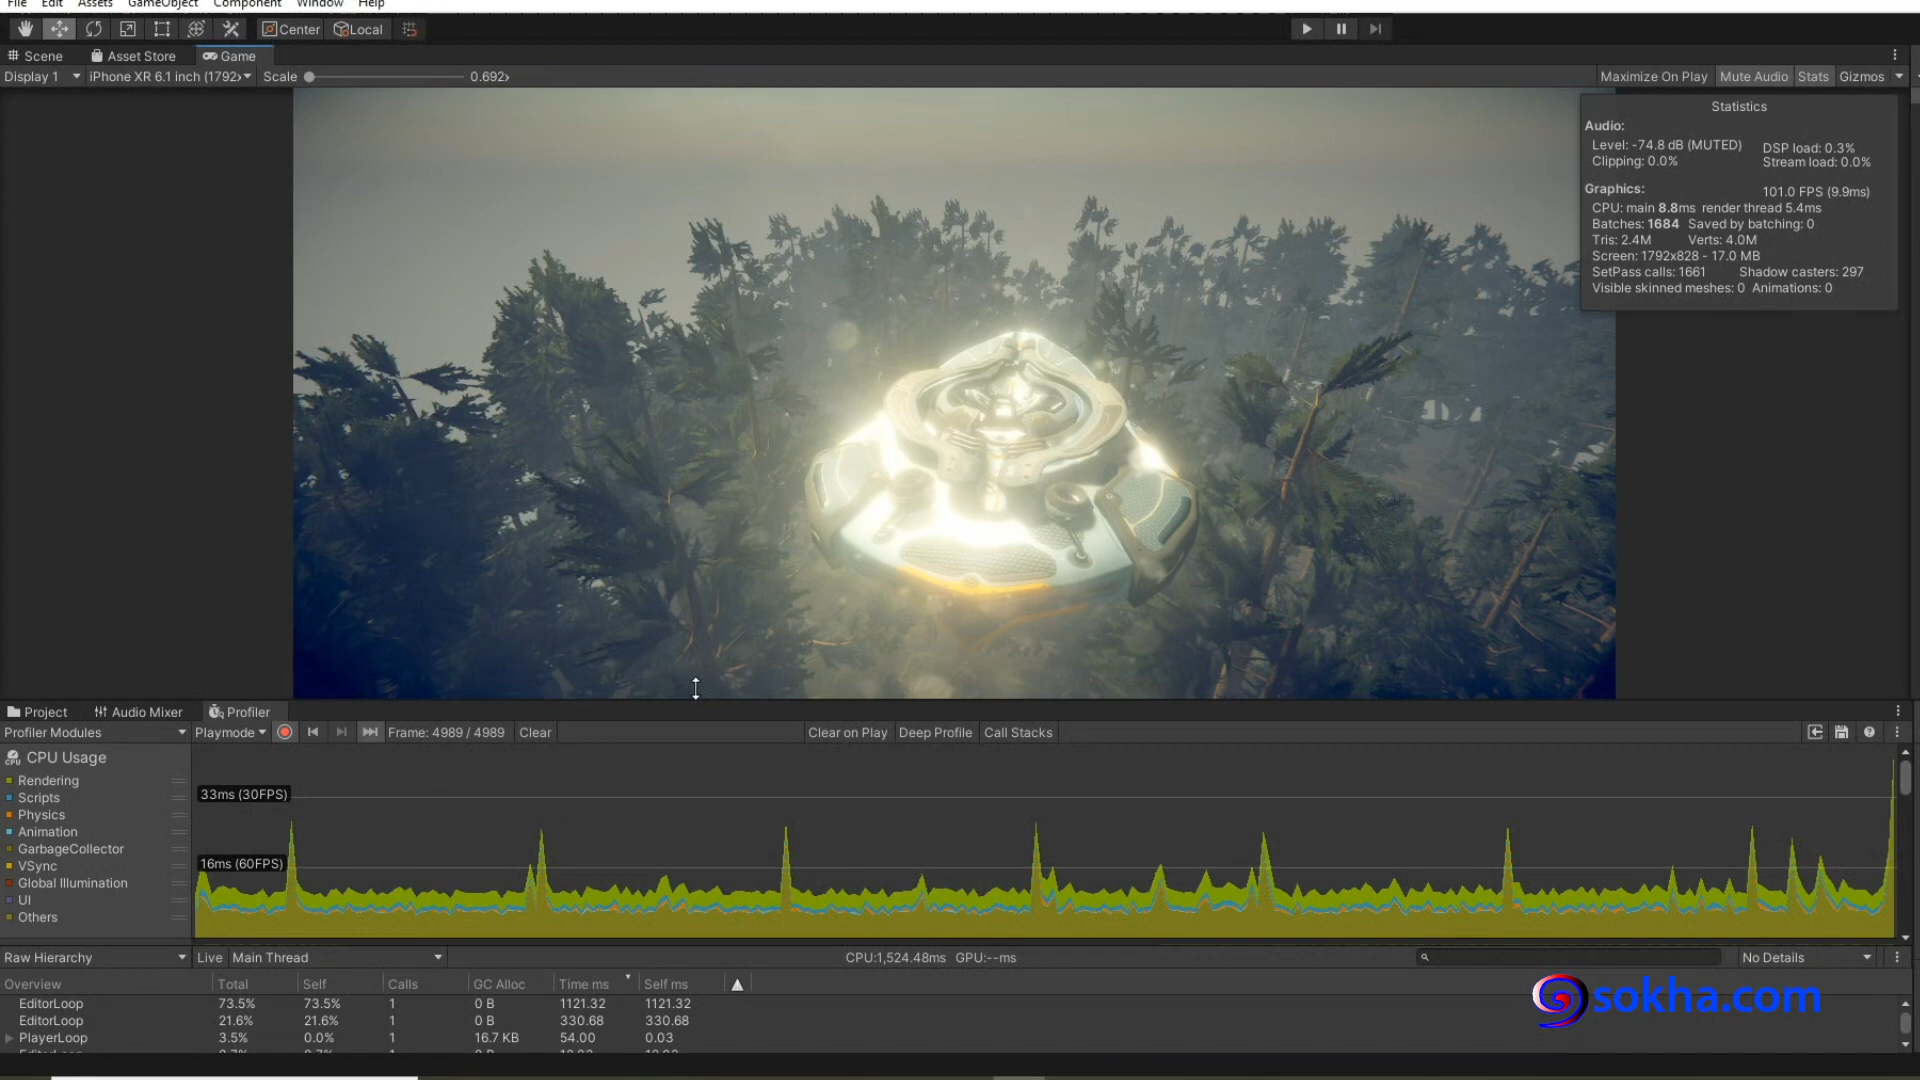 File Edit Assets GameObject Component Window Help
Center Local
Scene Asset Store Game
Display 1 iPhone XR 6.1 inch (1792x Scale 0.692x Maximize On Play Mute Audio Stats Gizmos
Statistics
Audio:
Level: -74.8 dB (MUTED) DSP load: 0.3%
Clipping: 0.0% Stream load: 0.0%
Graphics: 101.0 FPS (9.9ms)
CPU: main 8.8ms render thread 5.4ms
Batches: 1684 Saved by batching: 0
Tris: 2.4M Verts: 4.0M
Screen: 1792x828 - 17.0 MB
SetPass calls: 1661 Shadow casters: 297
Visible skinned meshes: 0 Animations: 0
Project Audio Mixer Profiler
Profiler Modules Playmode Frame: 4989 / 4989 Clear Clear on Play Deep Profile Call Stacks
CPU Usage
Rendering
Scripts
Physics
Animation
GarbageCollector
VSync
Global Illumination
UI
Others
33ms (30FPS)
16ms (60FPS)
Raw Hierarchy Live Main Thread CPU:1,524.48ms GPU:--ms No Details
Overview Total Self Calls GC Alloc Time ms Self ms
EditorLoop 73.5% 73.5% 1 0 B 1121.32 1121.32
EditorLoop 21.6% 21.6% 1 0 B 330.68 330.68
PlayerLoop 3.5% 0.0% 1 16.7 KB 54.00 0.03
sokha.com